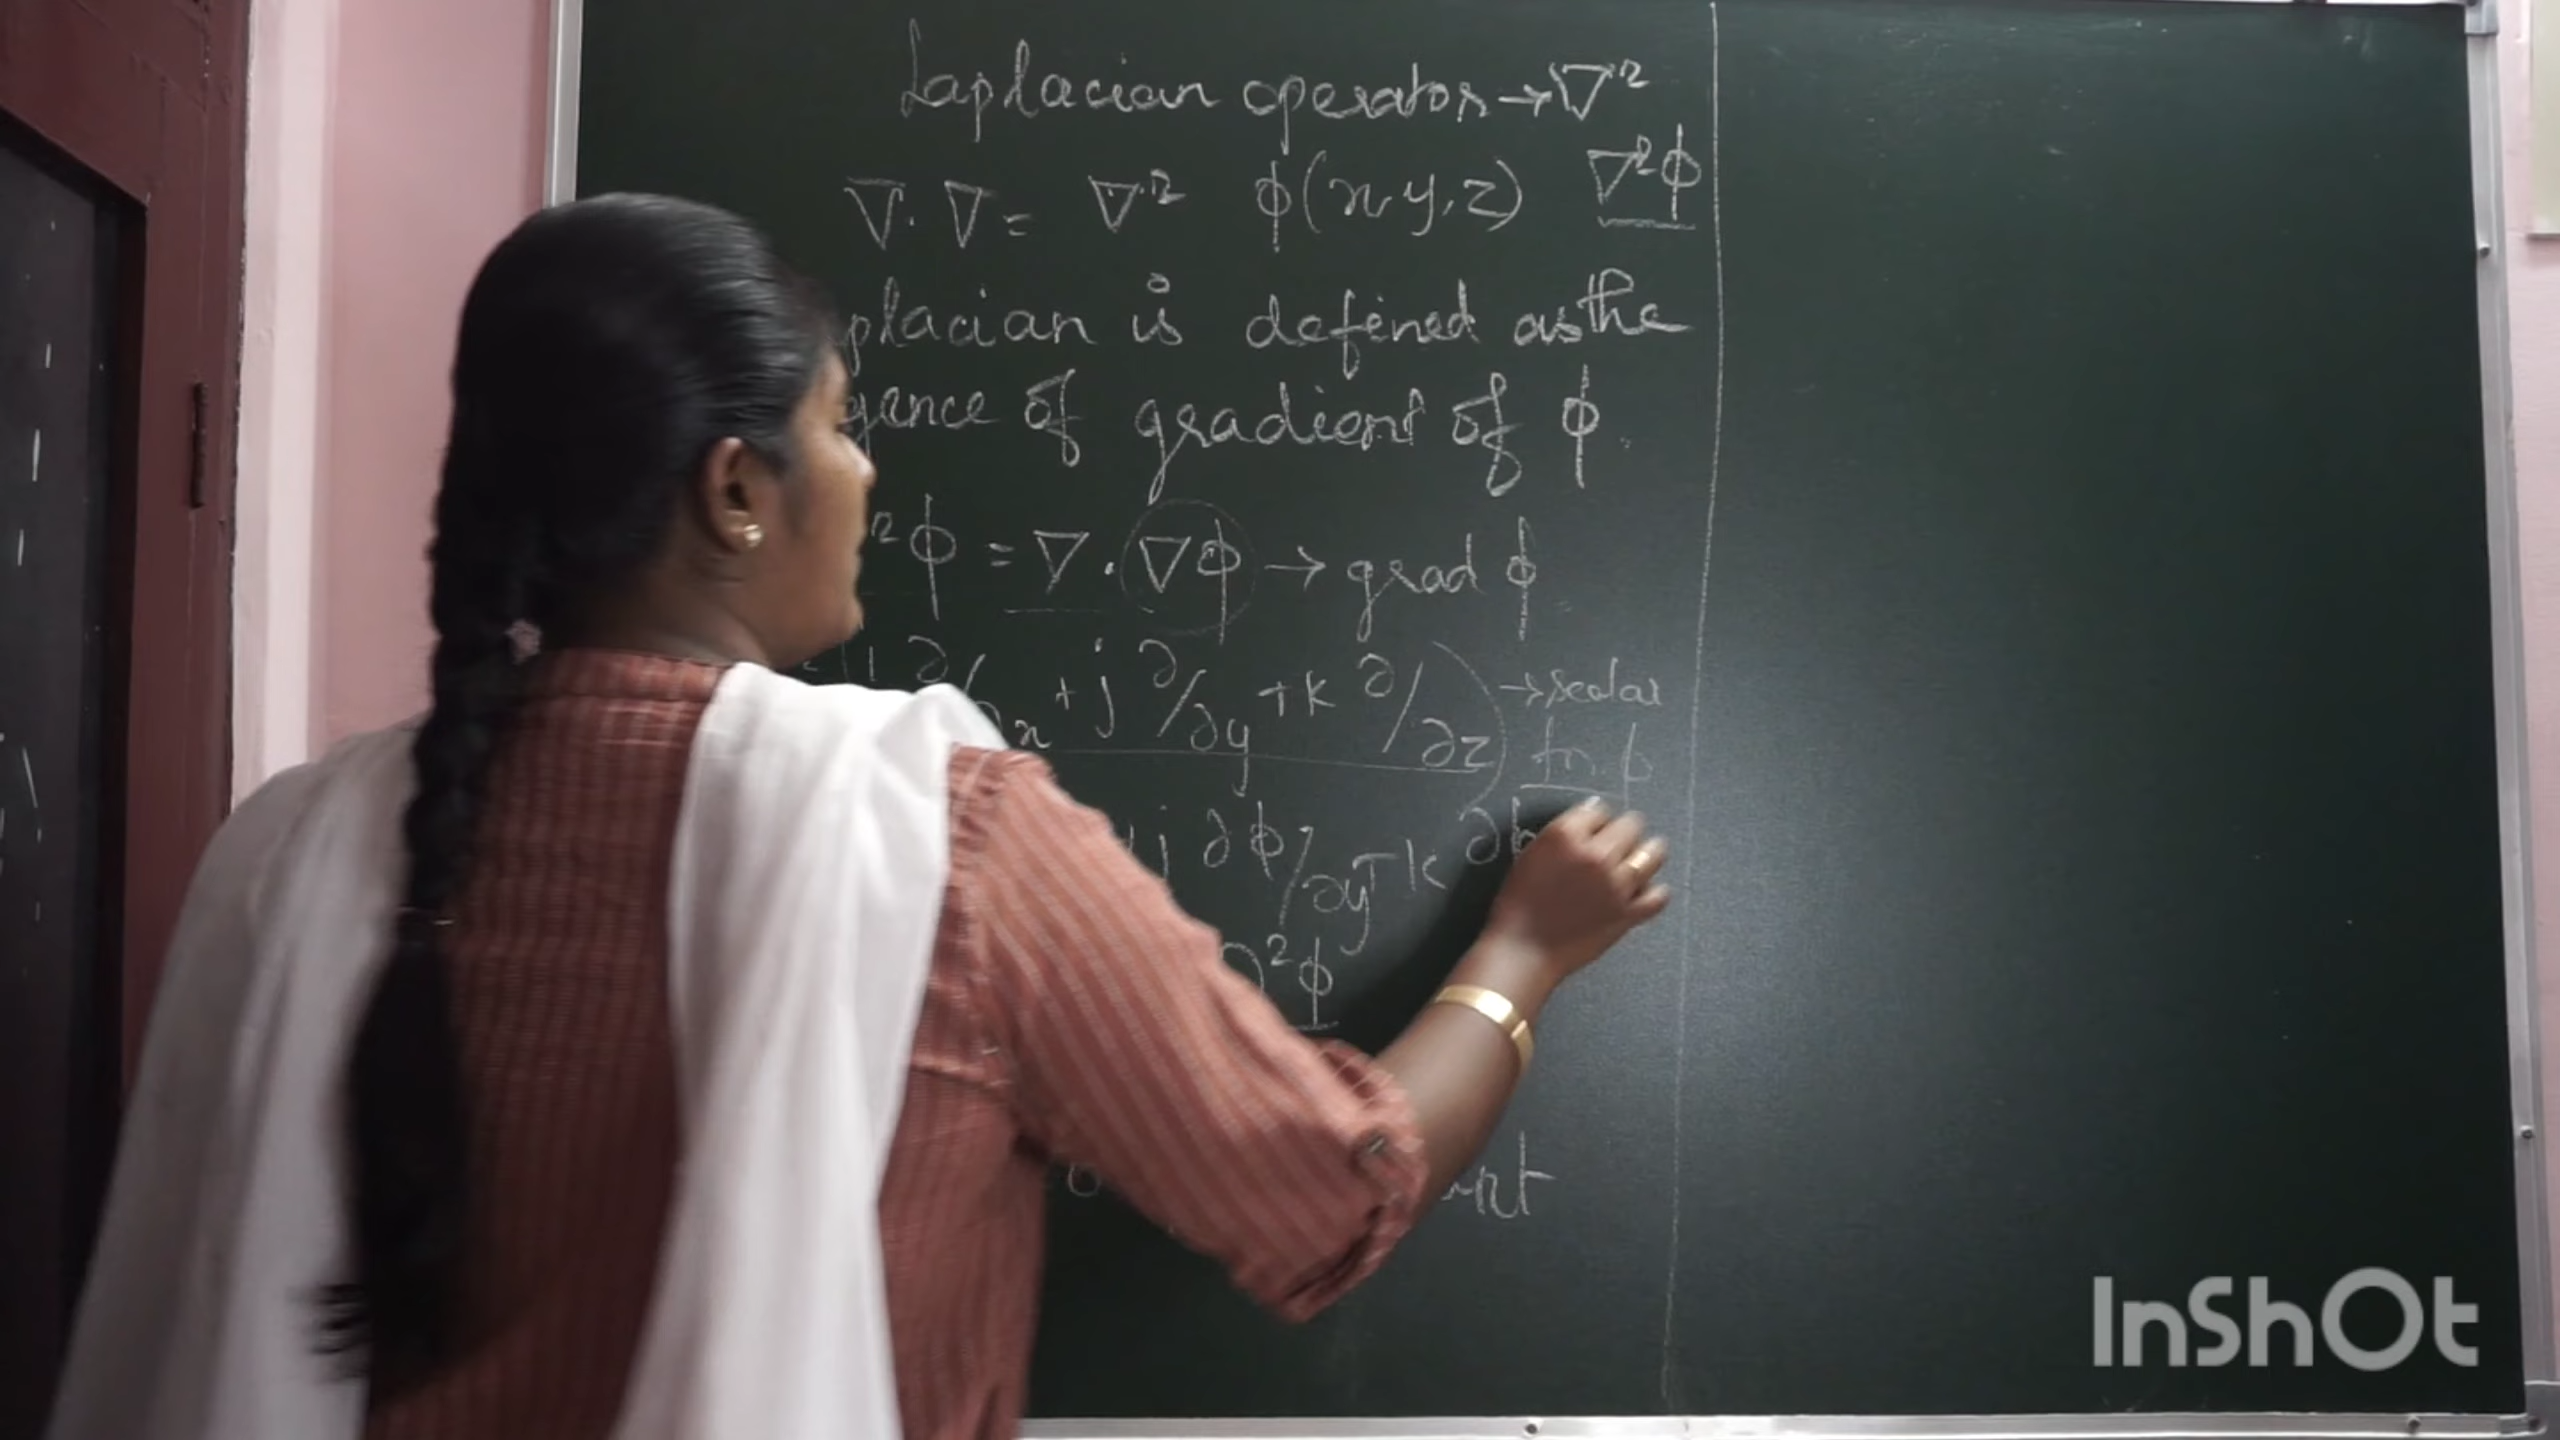 Laplacian operator → ∇²
∇.∇ = ∇² ϕ(x,y,z) ∇²ϕ
placian is defined as the
gence of gradient of ϕ.
²ϕ = ∇.∇ϕ → grad ϕ
i ∂/∂x + j ∂/∂y + k ∂/∂z) → scalar
fn. ϕ
+j ∂ϕ/∂y + k ∂ϕ
∂²ϕ
InShOt